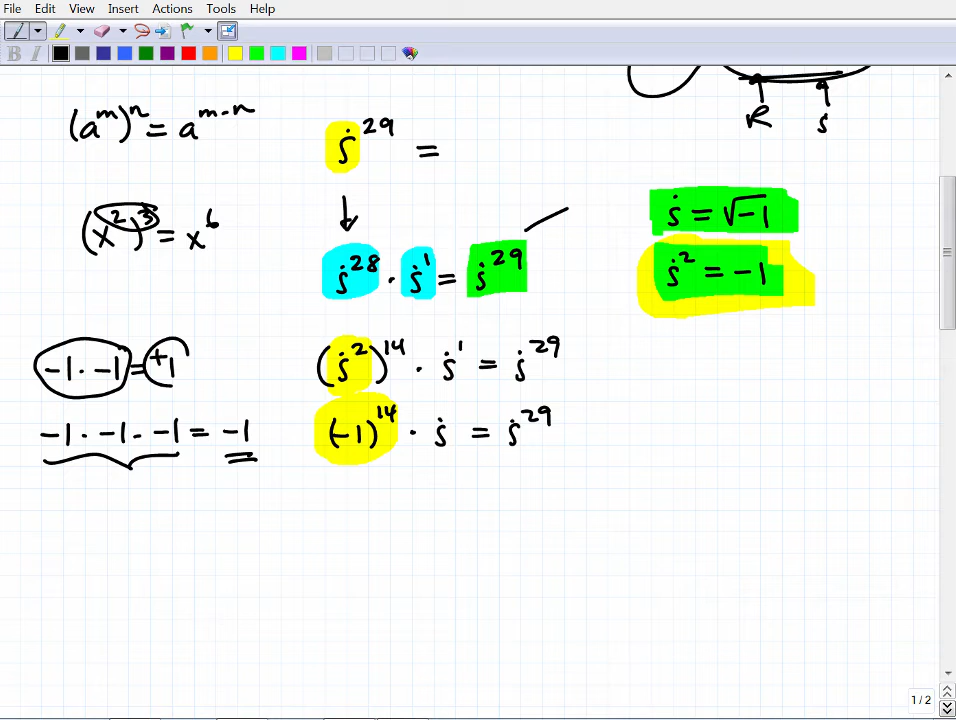 File Edit View Insert Actions Tools Help
B I
R S
(a^m)^n = a^{m·n}
i^29 =
(x^2)^3 = x^6
i = √-1
i^28 · i^1 = i^29
i^2 = -1
-1 · -1 = +1
(i^2)^14 · i^1 = i^29
-1 · -1 · -1 = -1
(-1)^14 · i = i^29
1 / 2